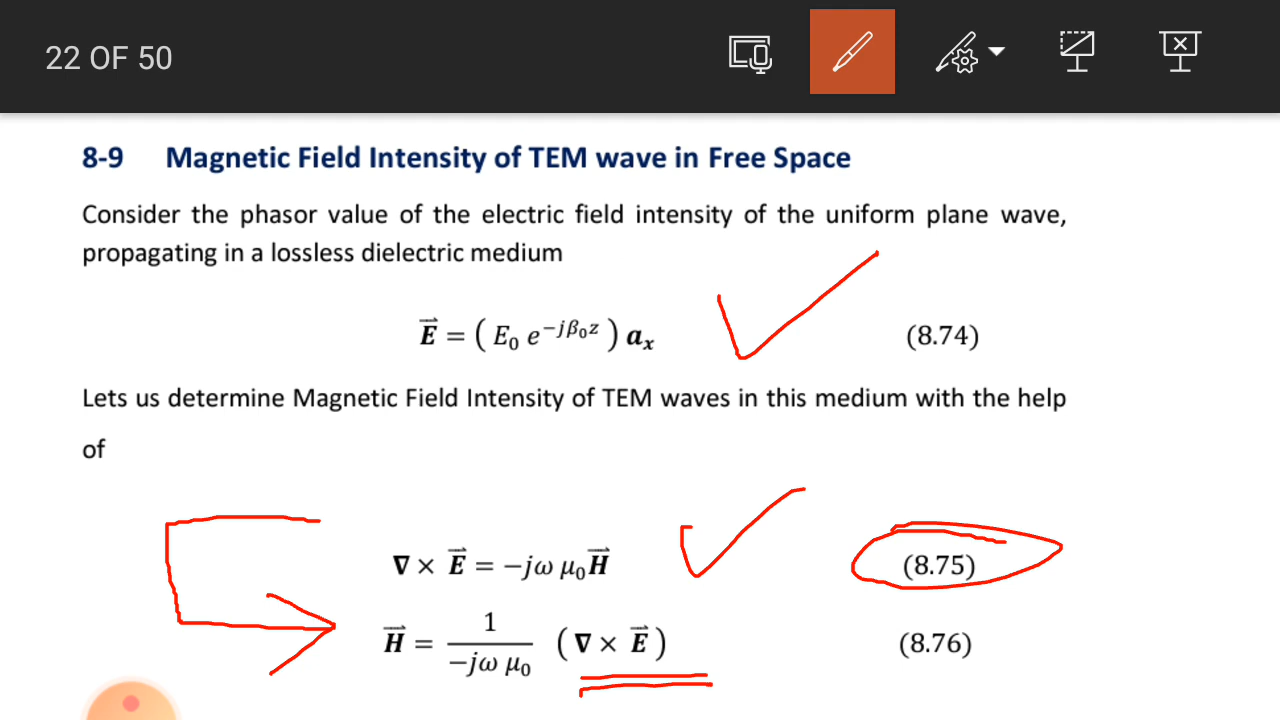 22 OF 50
8-9 Magnetic Field Intensity of TEM wave in Free Space
Consider the phasor value of the electric field intensity of the uniform plane wave,
propagating in a lossless dielectric medium
E⃗ = ( E₀ e^{−jβ₀z} ) aₓ (8.74)
Lets us determine Magnetic Field Intensity of TEM waves in this medium with the help
of
∇ × E⃗ = −jω μ₀H⃗ (8.75)
H⃗ = 1/(−jω μ₀) ( ∇ × E⃗ ) (8.76)